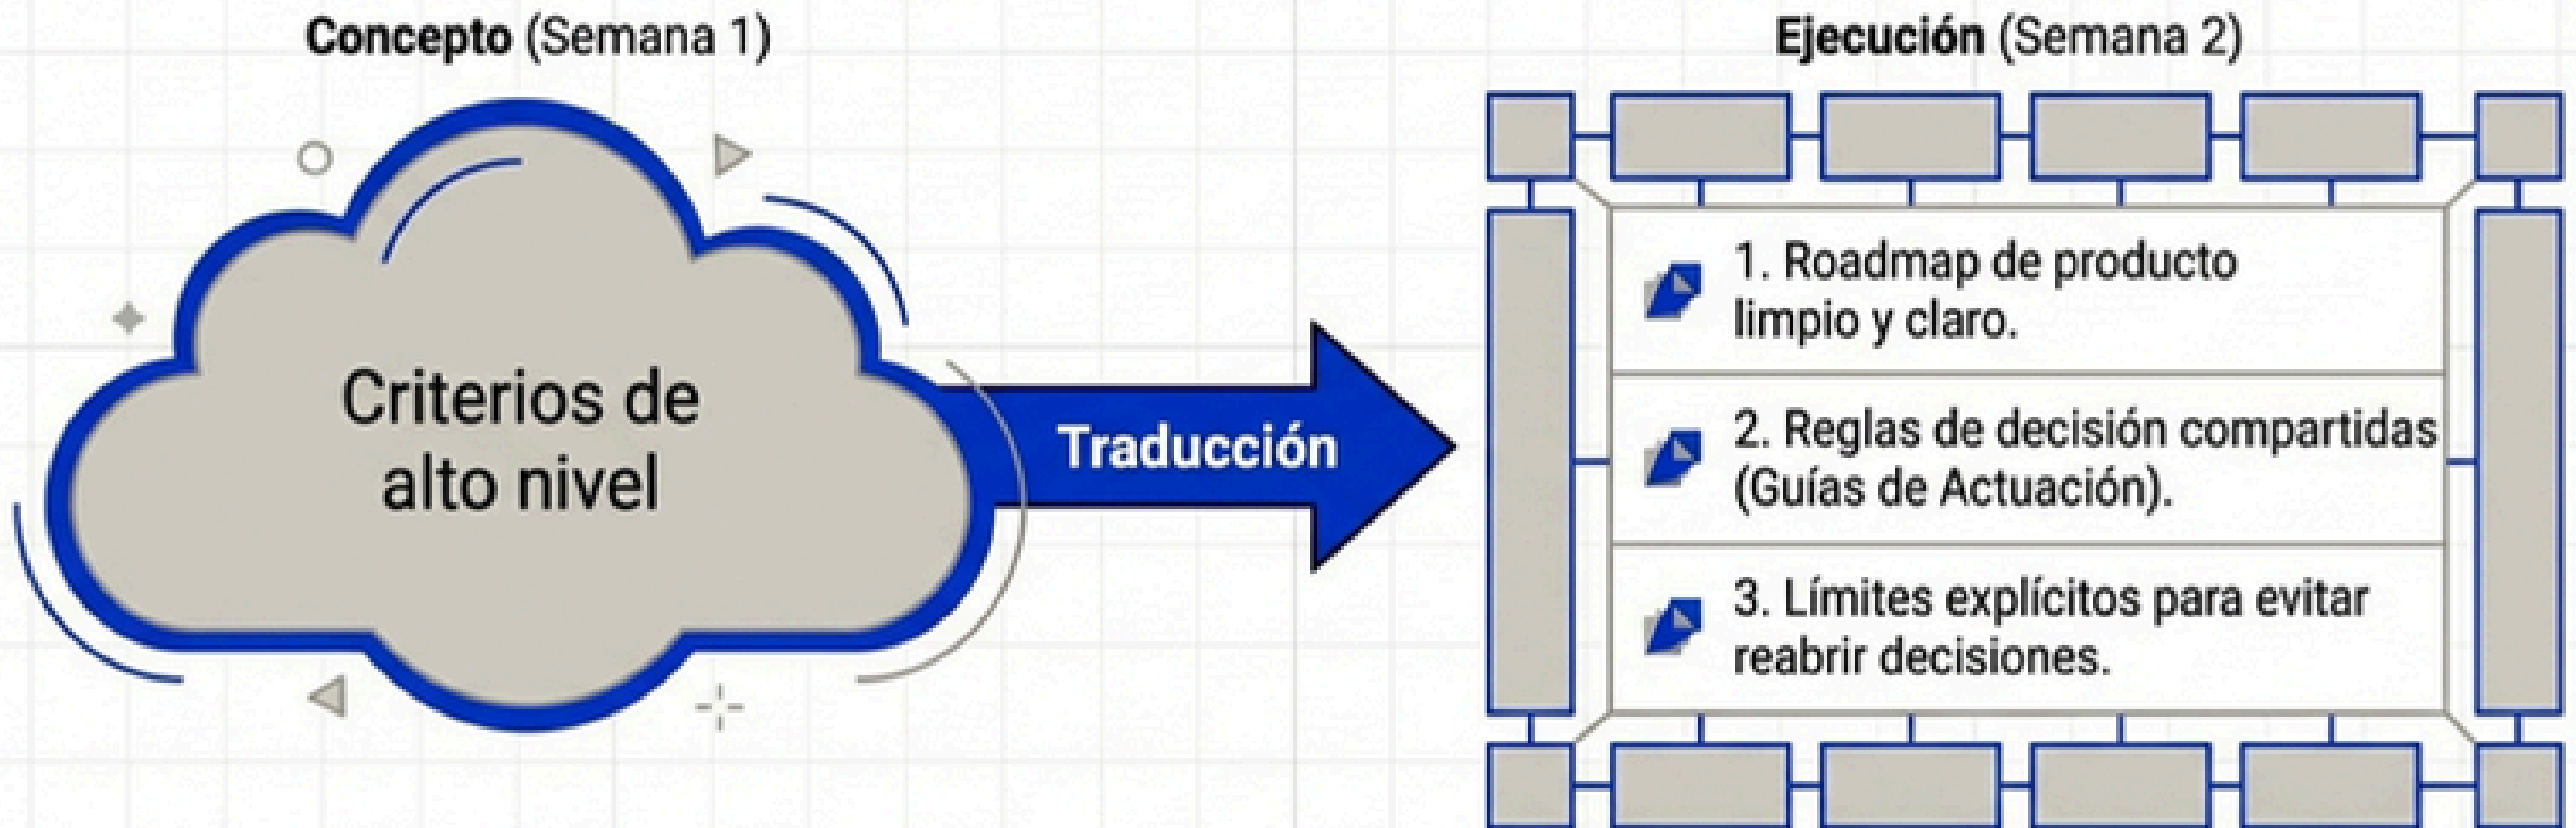 Concepto (Semana 1)
Criterios de
alto nivel
Traducción
Ejecución (Semana 2)
1. Roadmap de producto
limpio y claro.
2. Reglas de decisión compartidas
(Guías de Actuación).
3. Límites explícitos para evitar
reabrir decisiones.